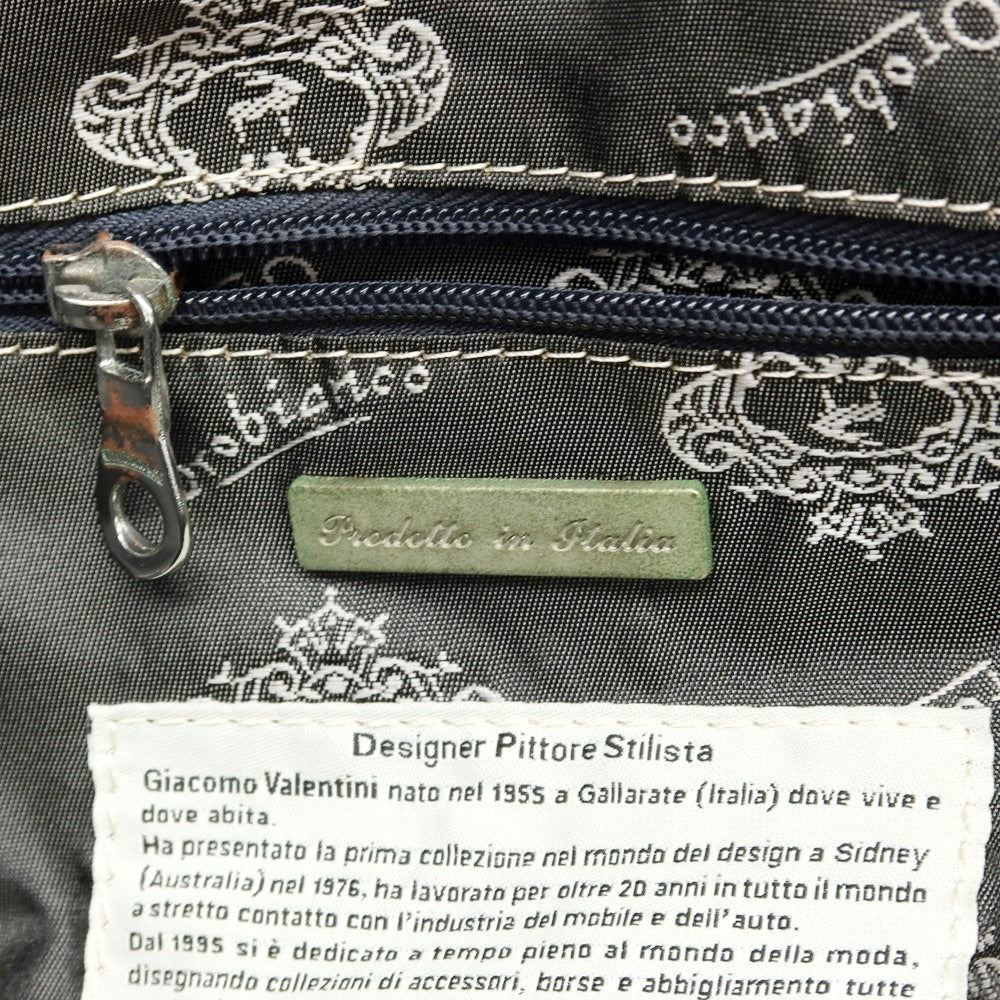 Orobianco
Orobianco
Prodotto in Italia
Designer Pittore Stilista
Giacomo Valentini nato nel 1955 a Gallarate (Italia) dove vive e
dove abita.
Ha presentato la prima collezione nel mondo del design a Sidney
(Australia) nel 1976, ha lavorato per oltre 20 anni in tutto il mondo
a stretto contatto con l'industria del mobile e dell'auto.
Dal 1995 si è dedicato a tempo pieno al mondo della moda,
disegnando collezioni di accessori, borse e abbigliamento tutte